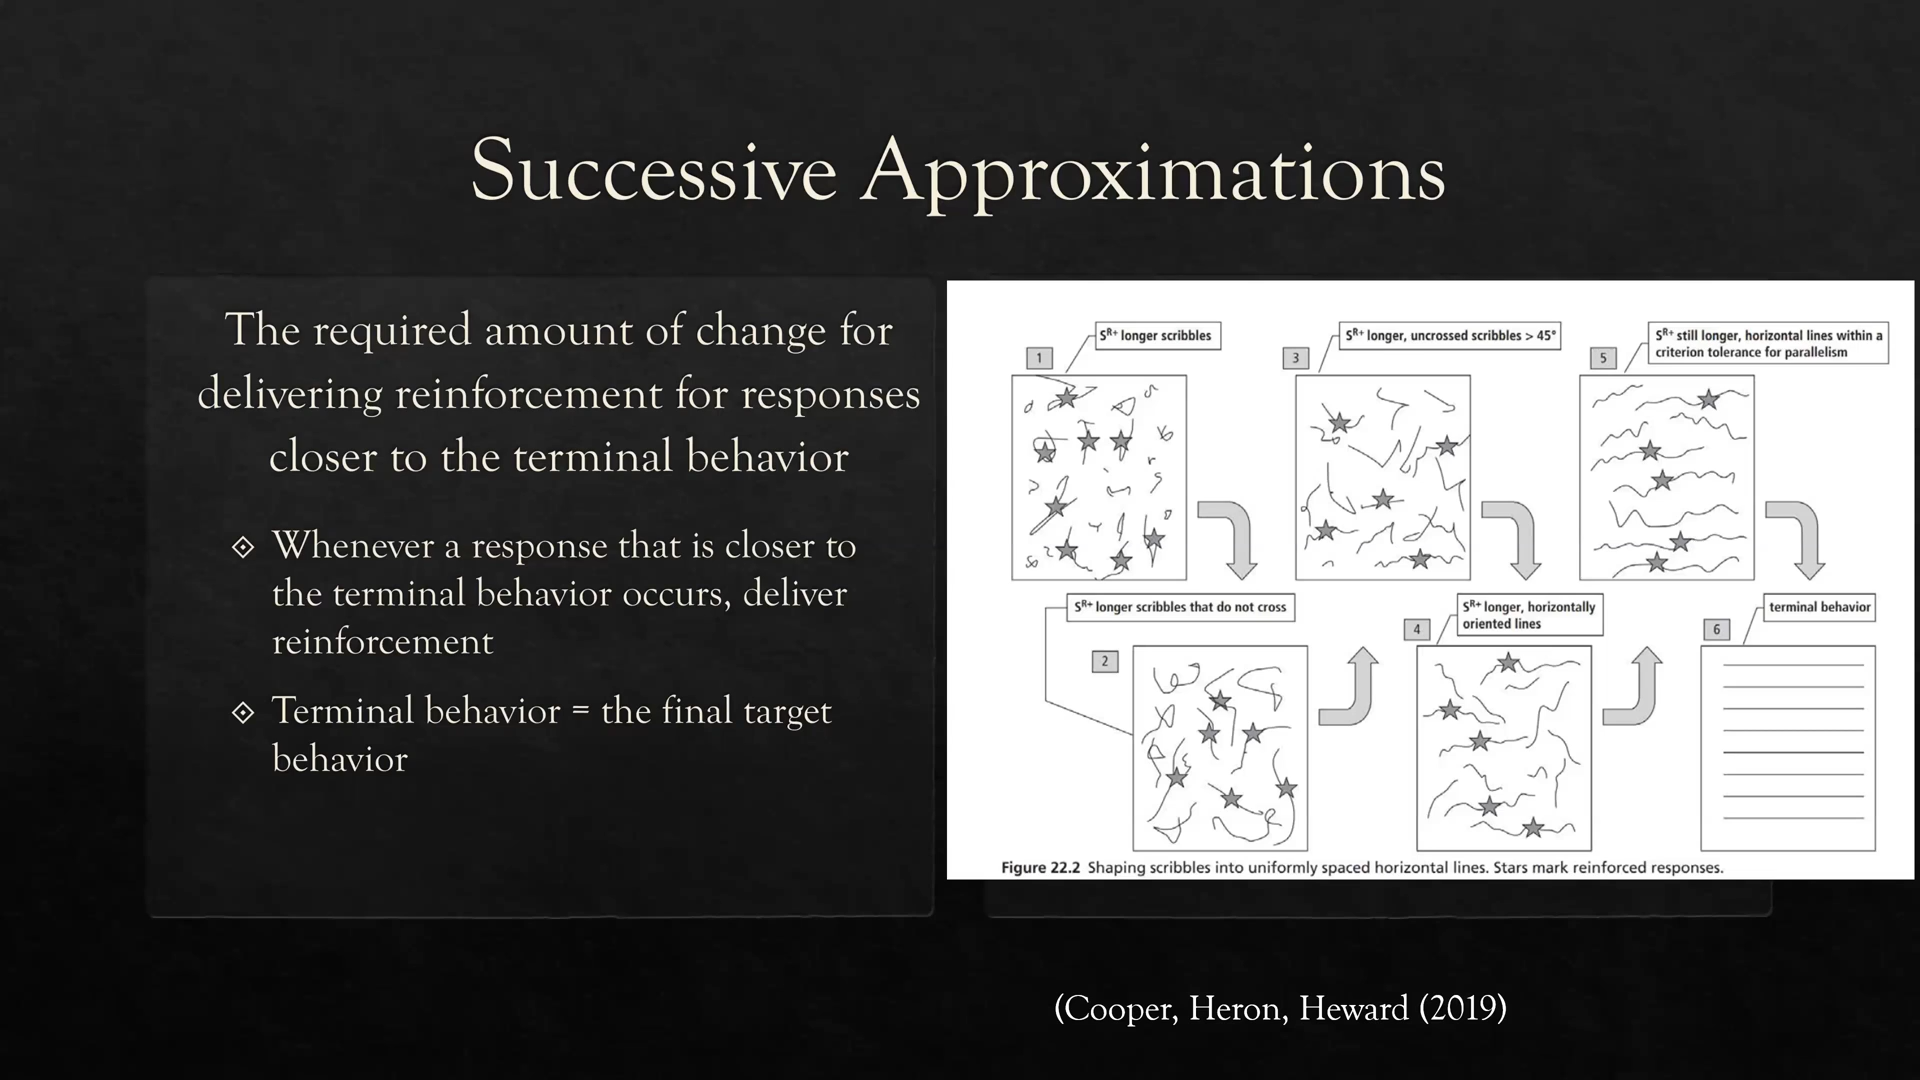 Successive Approximations
The required amount of change for
delivering reinforcement for responses
closer to the terminal behavior
Whenever a response that is closer to
the terminal behavior occurs, deliver
reinforcement
Terminal behavior = the final target
behavior
1
S^R+ longer scribbles
S^R+ longer scribbles that do not cross
2
3
S^R+ longer, uncrossed scribbles > 45°
4
S^R+ longer, horizontally
oriented lines
5
S^R+ still longer, horizontal lines within a
criterion tolerance for parallelism
6
terminal behavior
Figure 22.2 Shaping scribbles into uniformly spaced horizontal lines. Stars mark reinforced responses.
(Cooper, Heron, Heward (2019)